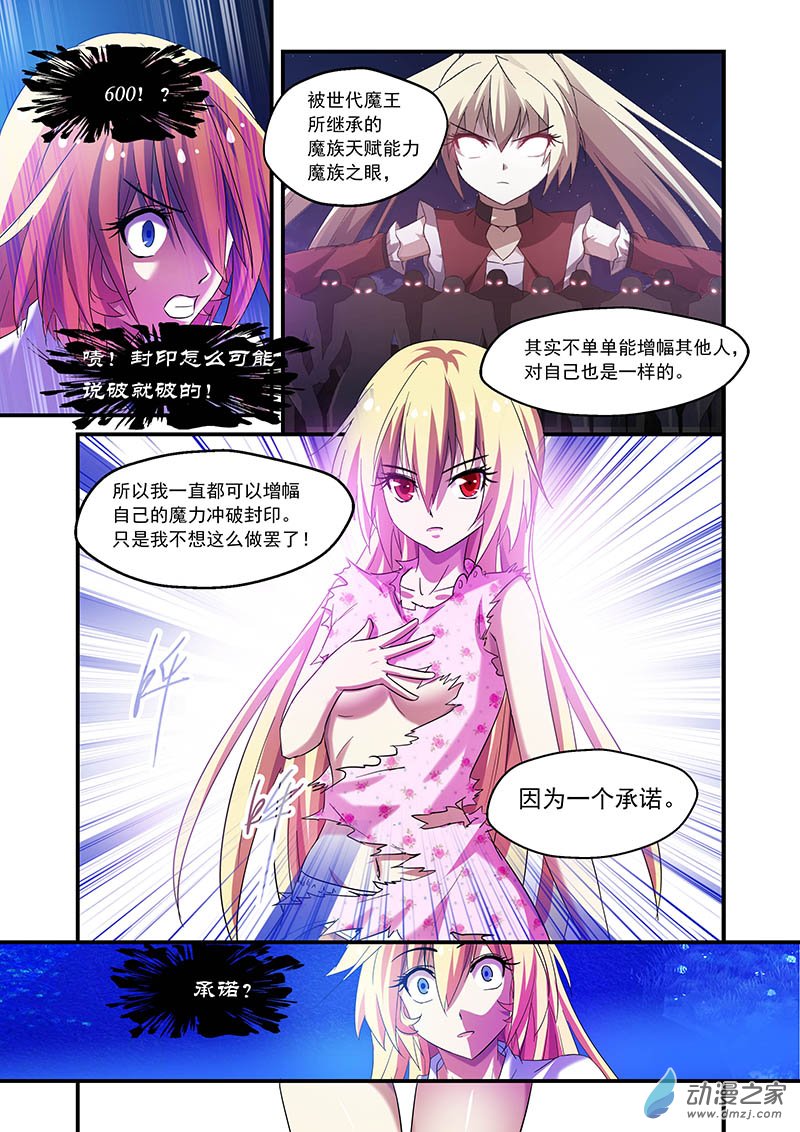 600！？
啧！封印怎么可能
说破就破的！
被世代魔王
所继承的
魔族天赋能力
魔族之眼，
其实不单单能增幅其他人，
对自己也是一样的。
所以我一直都可以增幅
自己的魔力冲破封印。
只是我不想这么做罢了！
因为一个承诺。
承诺？
动漫之家
www.dmzj.com